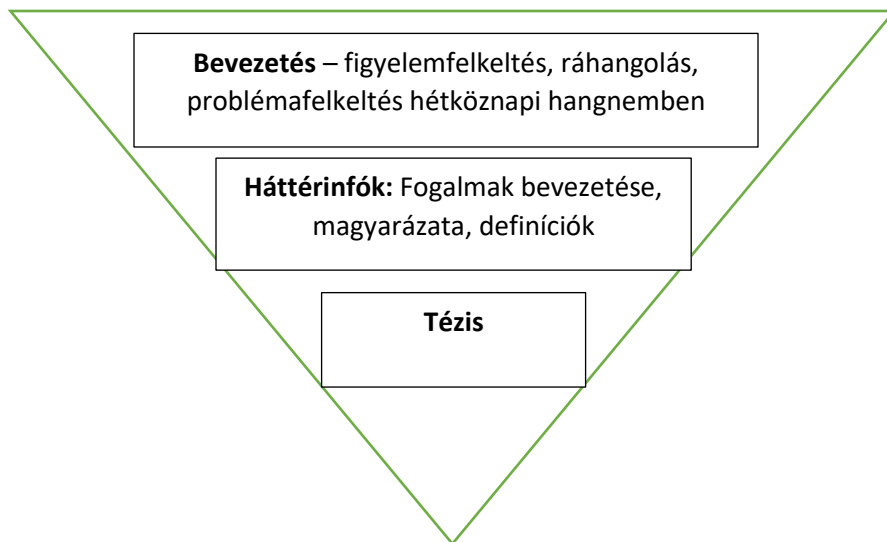 Bevezetés – figyelemfelkeltés, ráhangolás,
problémafelkeltés hétköznapi hangnemben
Háttérinfók: Fogalmak bevezetése,
magyarázata, definíciók
Tézis